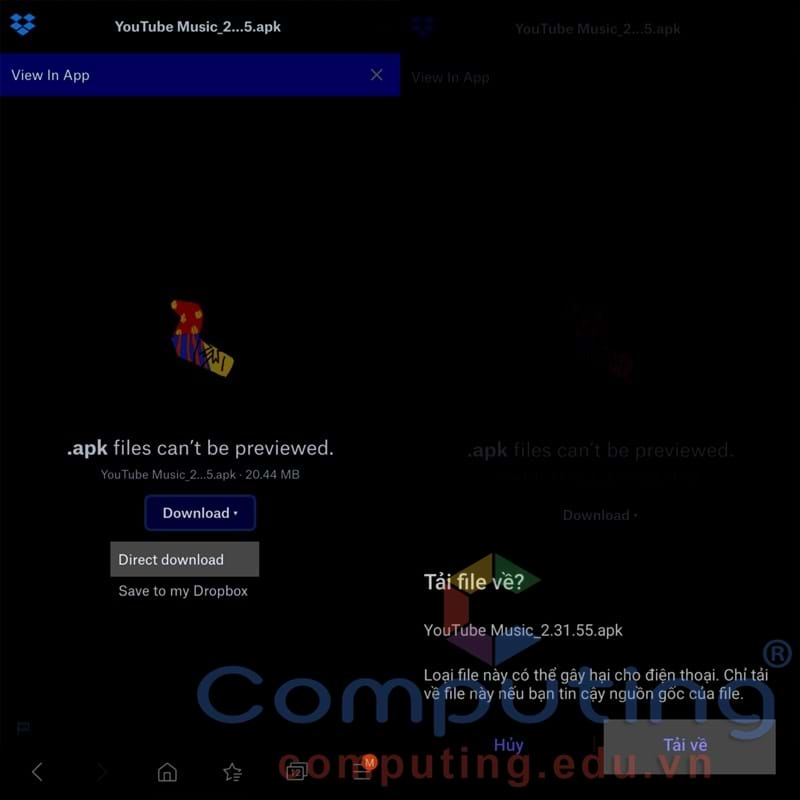 YouTube Music_2...5.apk
View In App
.apk files can't be previewed.
YouTube Music_2...5.apk · 20.44 MB
Download
Direct download
Save to my Dropbox
12
M
YouTube Music_2...5.apk
View In App
.apk files can't be previewed.
Download
Tải file về?
YouTube Music_2.31.55.apk
Loại file này có thể gây hại cho điện thoại. Chỉ tải
về file này nếu bạn tin cậy nguồn gốc của file.
Hủy
Tải về
Computing®
computing.edu.vn